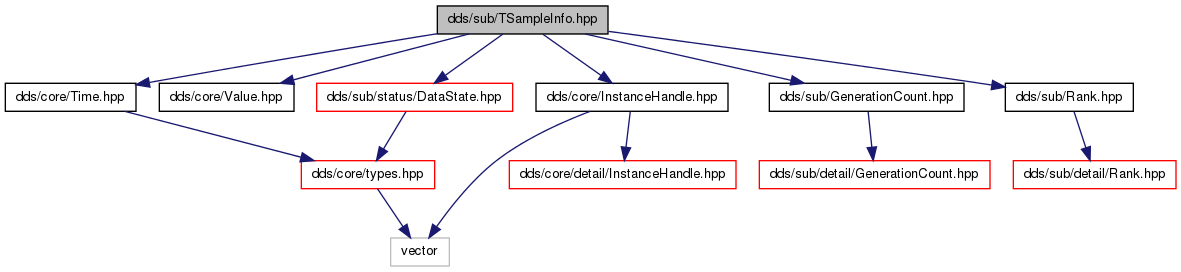 dds/sub/TSampleInfo.hpp
dds/core/Time.hpp
dds/core/Value.hpp
dds/sub/status/DataState.hpp
dds/core/InstanceHandle.hpp
dds/sub/GenerationCount.hpp
dds/sub/Rank.hpp
dds/core/types.hpp
dds/core/detail/InstanceHandle.hpp
dds/sub/detail/GenerationCount.hpp
dds/sub/detail/Rank.hpp
vector